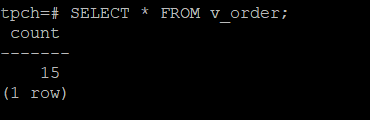 tpch=# SELECT * FROM v_order;
 count
-------
    15
(1 row)